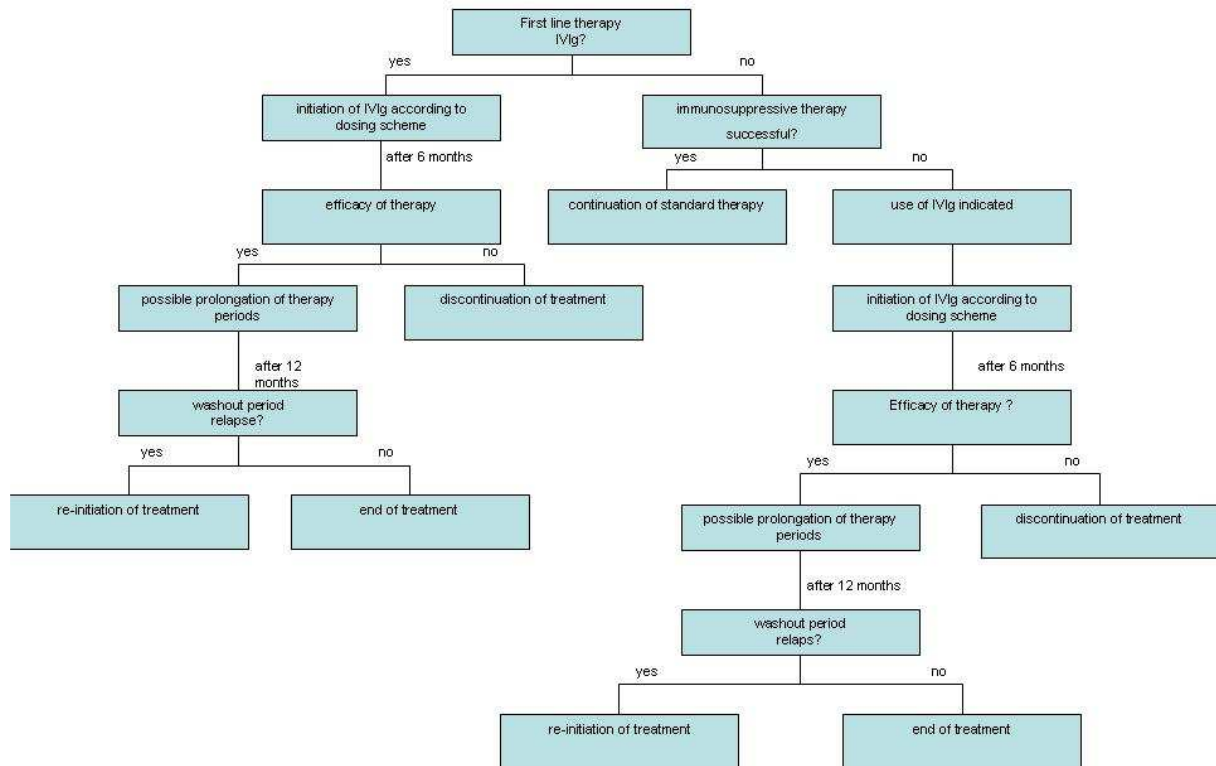 First line therapy
IVIg?
yes
no
initiation of IVIg according to
dosing scheme
immunosuppressive therapy
successful?
after 6 months
yes
no
efficacy of therapy
continuation of standard therapy
use of IVIg indicated
yes
no
possible prolongation of therapy
periods
discontinuation of treatment
initiation of IVIg according to
dosing scheme
after 12
months
after 6 months
washout period
relapse?
Efficacy of therapy ?
yes
no
yes
no
re-initiation of treatment
end of treatment
possible prolongation of therapy
periods
discontinuation of treatment
after 12 months
washout period
relaps?
yes
no
re-initiation of treatment
end of treatment